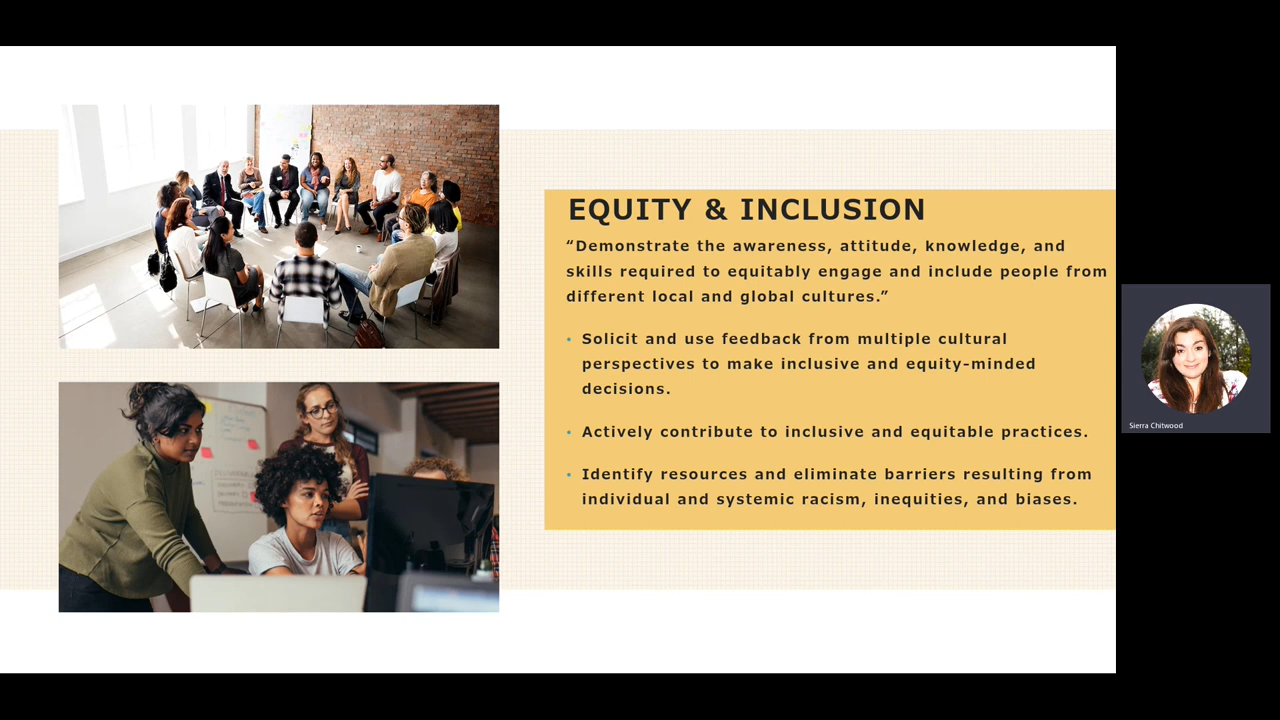 EQUITY & INCLUSION
“Demonstrate the awareness, attitude, knowledge, and
skills required to equitably engage and include people from
different local and global cultures.”
• Solicit and use feedback from multiple cultural
perspectives to make inclusive and equity-minded
decisions.
• Actively contribute to inclusive and equitable practices.
• Identify resources and eliminate barriers resulting from
individual and systemic racism, inequities, and biases.
Sierra Chitwood